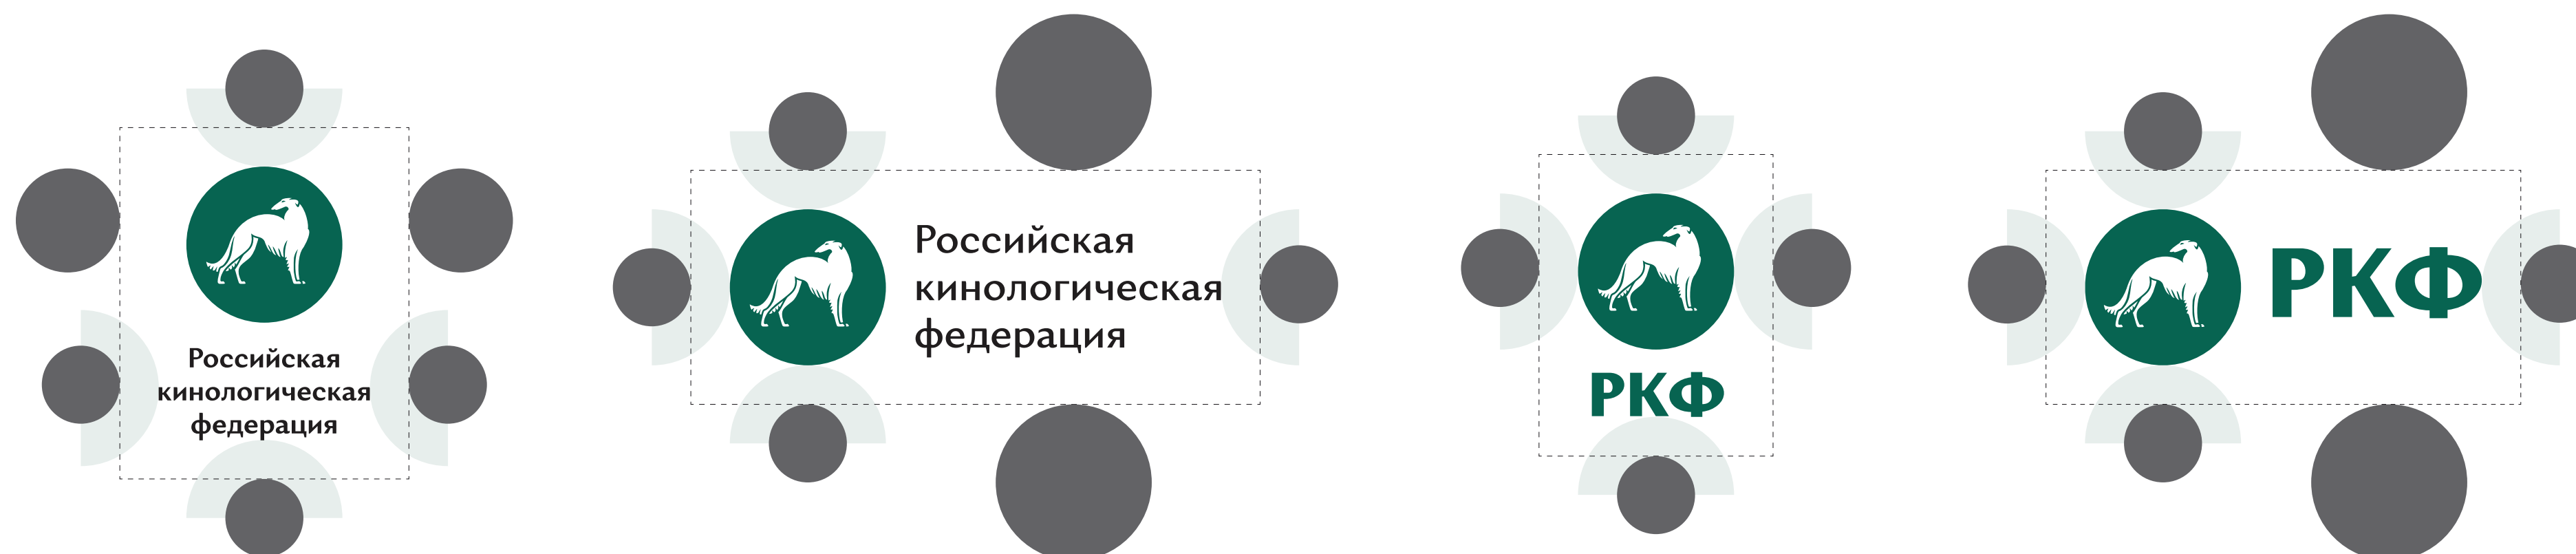 Российская
кинологическая
федерация
Российская
кинологическая
федерация
РКФ
РКФ